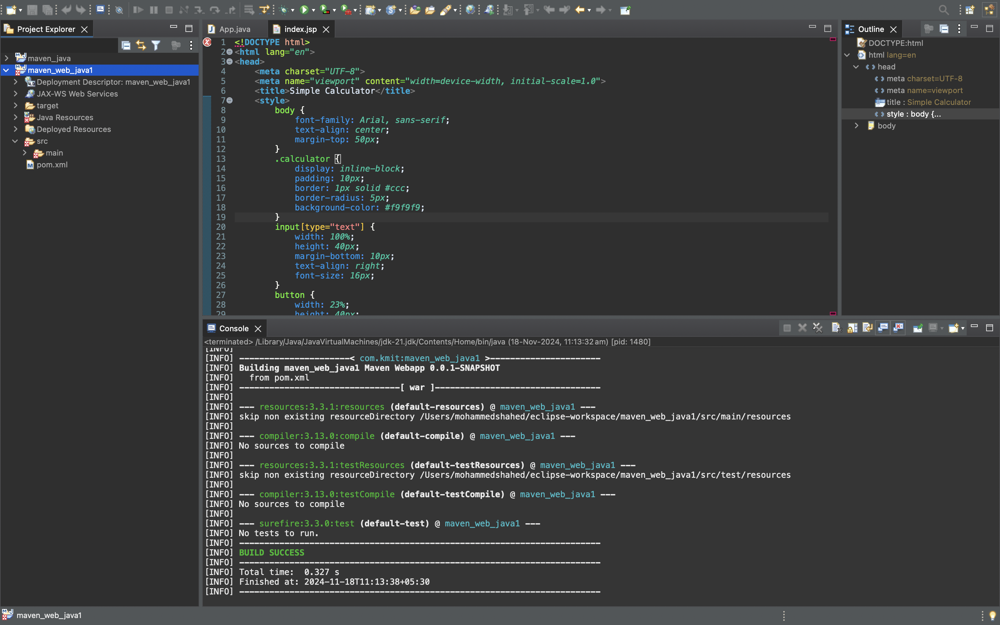 Project Explorer
maven_java
maven_web_java1
Deployment Descriptor: maven_web_java1
JAX-WS Web Services
target
Java Resources
Deployed Resources
src
main
pom.xml
App.java
index.jsp
1 <!DOCTYPE html>
2 <html lang="en">
3 <head>
4 <meta charset="UTF-8">
5 <meta name="viewport" content="width=device-width, initial-scale=1.0">
6 <title>Simple Calculator</title>
7 <style>
8 body {
9 font-family: Arial, sans-serif;
10 text-align: center;
11 margin-top: 50px;
12 }
13 .calculator {
14 display: inline-block;
15 padding: 10px;
16 border: 1px solid #ccc;
17 border-radius: 5px;
18 background-color: #f9f9f9;
19 }
20 input[type="text"] {
21 width: 100%;
22 height: 40px;
23 margin-bottom: 10px;
24 text-align: right;
25 font-size: 16px;
26 }
27 button {
28 width: 23%;
29 height: 40px;
Outline
DOCTYPE:html
html lang=en
head
meta charset=UTF-8
meta name=viewport
title : Simple Calculator
style : body {...
body
Console
<terminated> /Library/Java/JavaVirtualMachines/jdk-21.jdk/Contents/Home/bin/java (18-Nov-2024, 11:13:32 am) [pid: 1480]
[INFO]
[INFO] ----------------------< com.kmit:maven_web_java1 >----------------------
[INFO] Building maven_web_java1 Maven Webapp 0.0.1-SNAPSHOT
[INFO]   from pom.xml
[INFO] --------------------------------[ war ]---------------------------------
[INFO]
[INFO] --- resources:3.3.1:resources (default-resources) @ maven_web_java1 ---
[INFO] skip non existing resourceDirectory /Users/mohammedshahed/eclipse-workspace/maven_web_java1/src/main/resources
[INFO]
[INFO] --- compiler:3.13.0:compile (default-compile) @ maven_web_java1 ---
[INFO] No sources to compile
[INFO]
[INFO] --- resources:3.3.1:testResources (default-testResources) @ maven_web_java1 ---
[INFO] skip non existing resourceDirectory /Users/mohammedshahed/eclipse-workspace/maven_web_java1/src/test/resources
[INFO]
[INFO] --- compiler:3.13.0:testCompile (default-testCompile) @ maven_web_java1 ---
[INFO] No sources to compile
[INFO]
[INFO] --- surefire:3.3.0:test (default-test) @ maven_web_java1 ---
[INFO] No tests to run.
[INFO] ------------------------------------------------------------------------
[INFO] BUILD SUCCESS
[INFO] ------------------------------------------------------------------------
[INFO] Total time:  0.327 s
[INFO] Finished at: 2024-11-18T11:13:38+05:30
[INFO] ------------------------------------------------------------------------
maven_web_java1